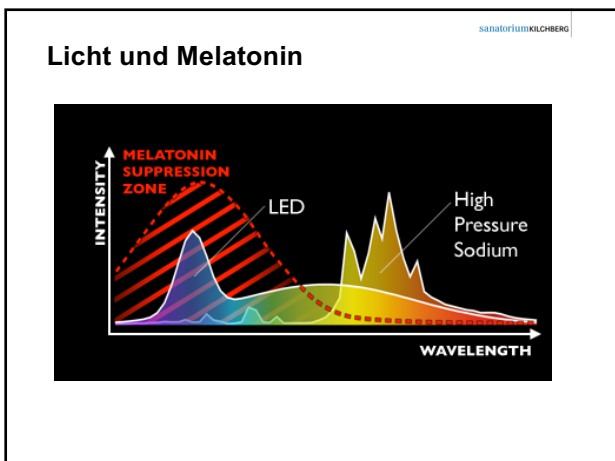 sanatoriumKILCHBERG
Licht und Melatonin
MELATONIN
SUPPRESSION
ZONE
LED
High
Pressure
Sodium
INTENSITY
WAVELENGTH